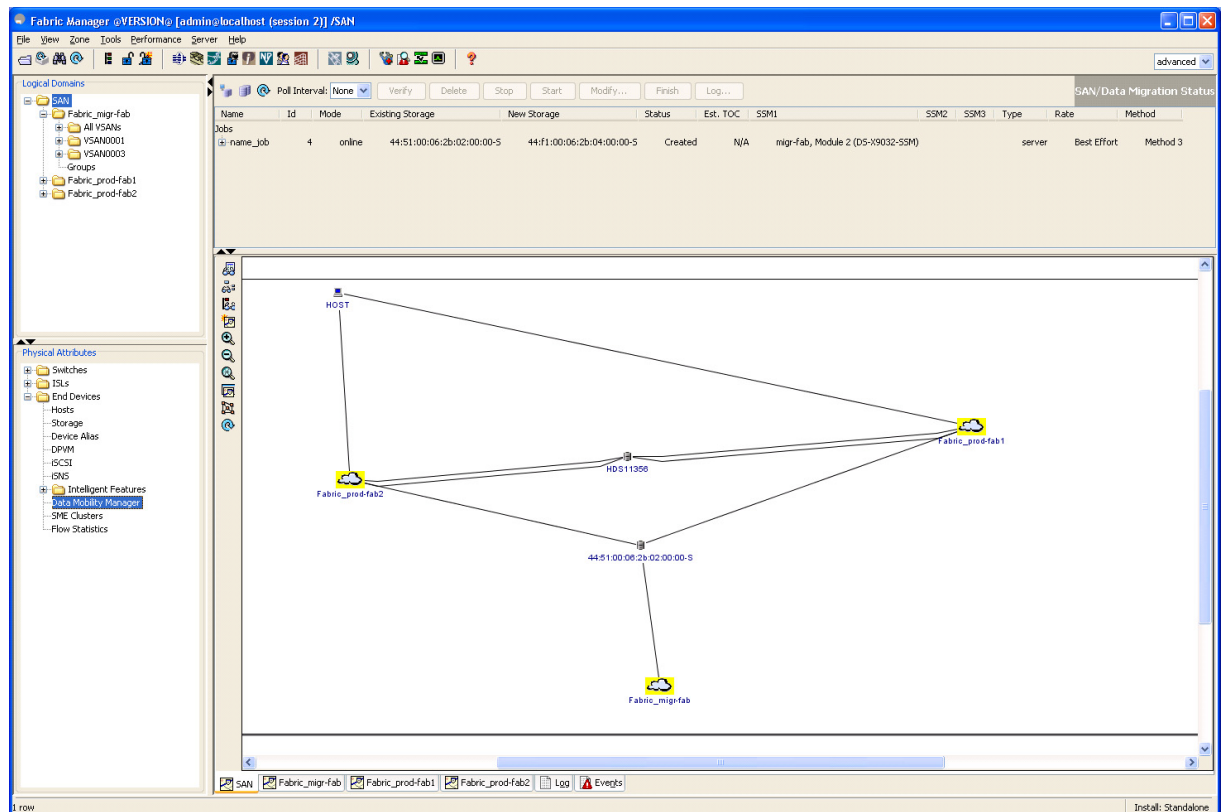 Fabric Manager @VERSION@ [admin@localhost (session 2)] /SAN
File View Zone Tools Performance Server Help
advanced
Logical Domains
SAN
Fabric_migr-fab
All VSANs
VSAN0001
VSAN0003
Groups
Fabric_prod-fab1
Fabric_prod-fab2
Physical Attributes
Switches
ISLs
End Devices
Hosts
Storage
Device Alias
DPVM
iSCSI
iSNS
Intelligent Features
Data Mobility Manager
SME Clusters
Flow Statistics
Poll Interval: None Verify Delete Stop Start Modify... Finish Log... SAN/Data Migration Status
Name Id Mode Existing Storage New Storage Status Est. TOC SSM1 SSM2 SSM3 Type Rate Method
Jobs
name_job 4 online 44:51:00:06:2b:02:00:00-S 44:f1:00:06:2b:04:00:00-S Created N/A migr-fab, Module 2 (DS-X9032-SSM) server Best Effort Method 3
HOST
Fabric_prod-fab1
HDS11356
Fabric_prod-fab2
44:51:00:06:2b:02:00:00-S
Fabric_migr-fab
SAN Fabric_migr-fab Fabric_prod-fab1 Fabric_prod-fab2 Log Events
1 row Install: Standalone